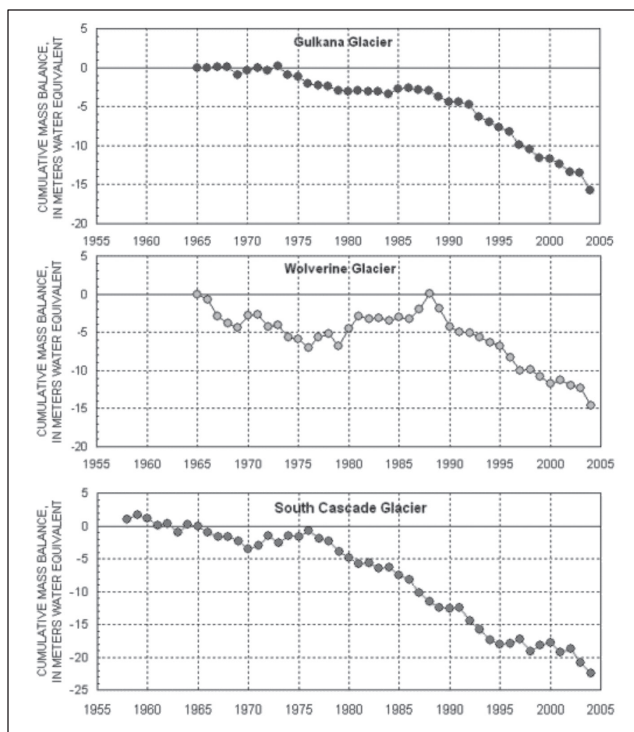 Gulkana Glacier
CUMULATIVE MASS BALANCE,
IN METERS WATER EQUIVALENT
5
0
-5
-10
-15
-20
1955 1960 1965 1970 1975 1980 1985 1990 1995 2000 2005
Wolverine Glacier
CUMULATIVE MASS BALANCE,
IN METERS WATER EQUIVALENT
5
0
-5
-10
-15
-20
1955 1960 1965 1970 1975 1980 1985 1990 1995 2000 2005
South Cascade Glacier
CUMULATIVE MASS BALANCE,
IN METERS WATER EQUIVALENT
5
0
-5
-10
-15
-20
-25
1955 1960 1965 1970 1975 1980 1985 1990 1995 2000 2005